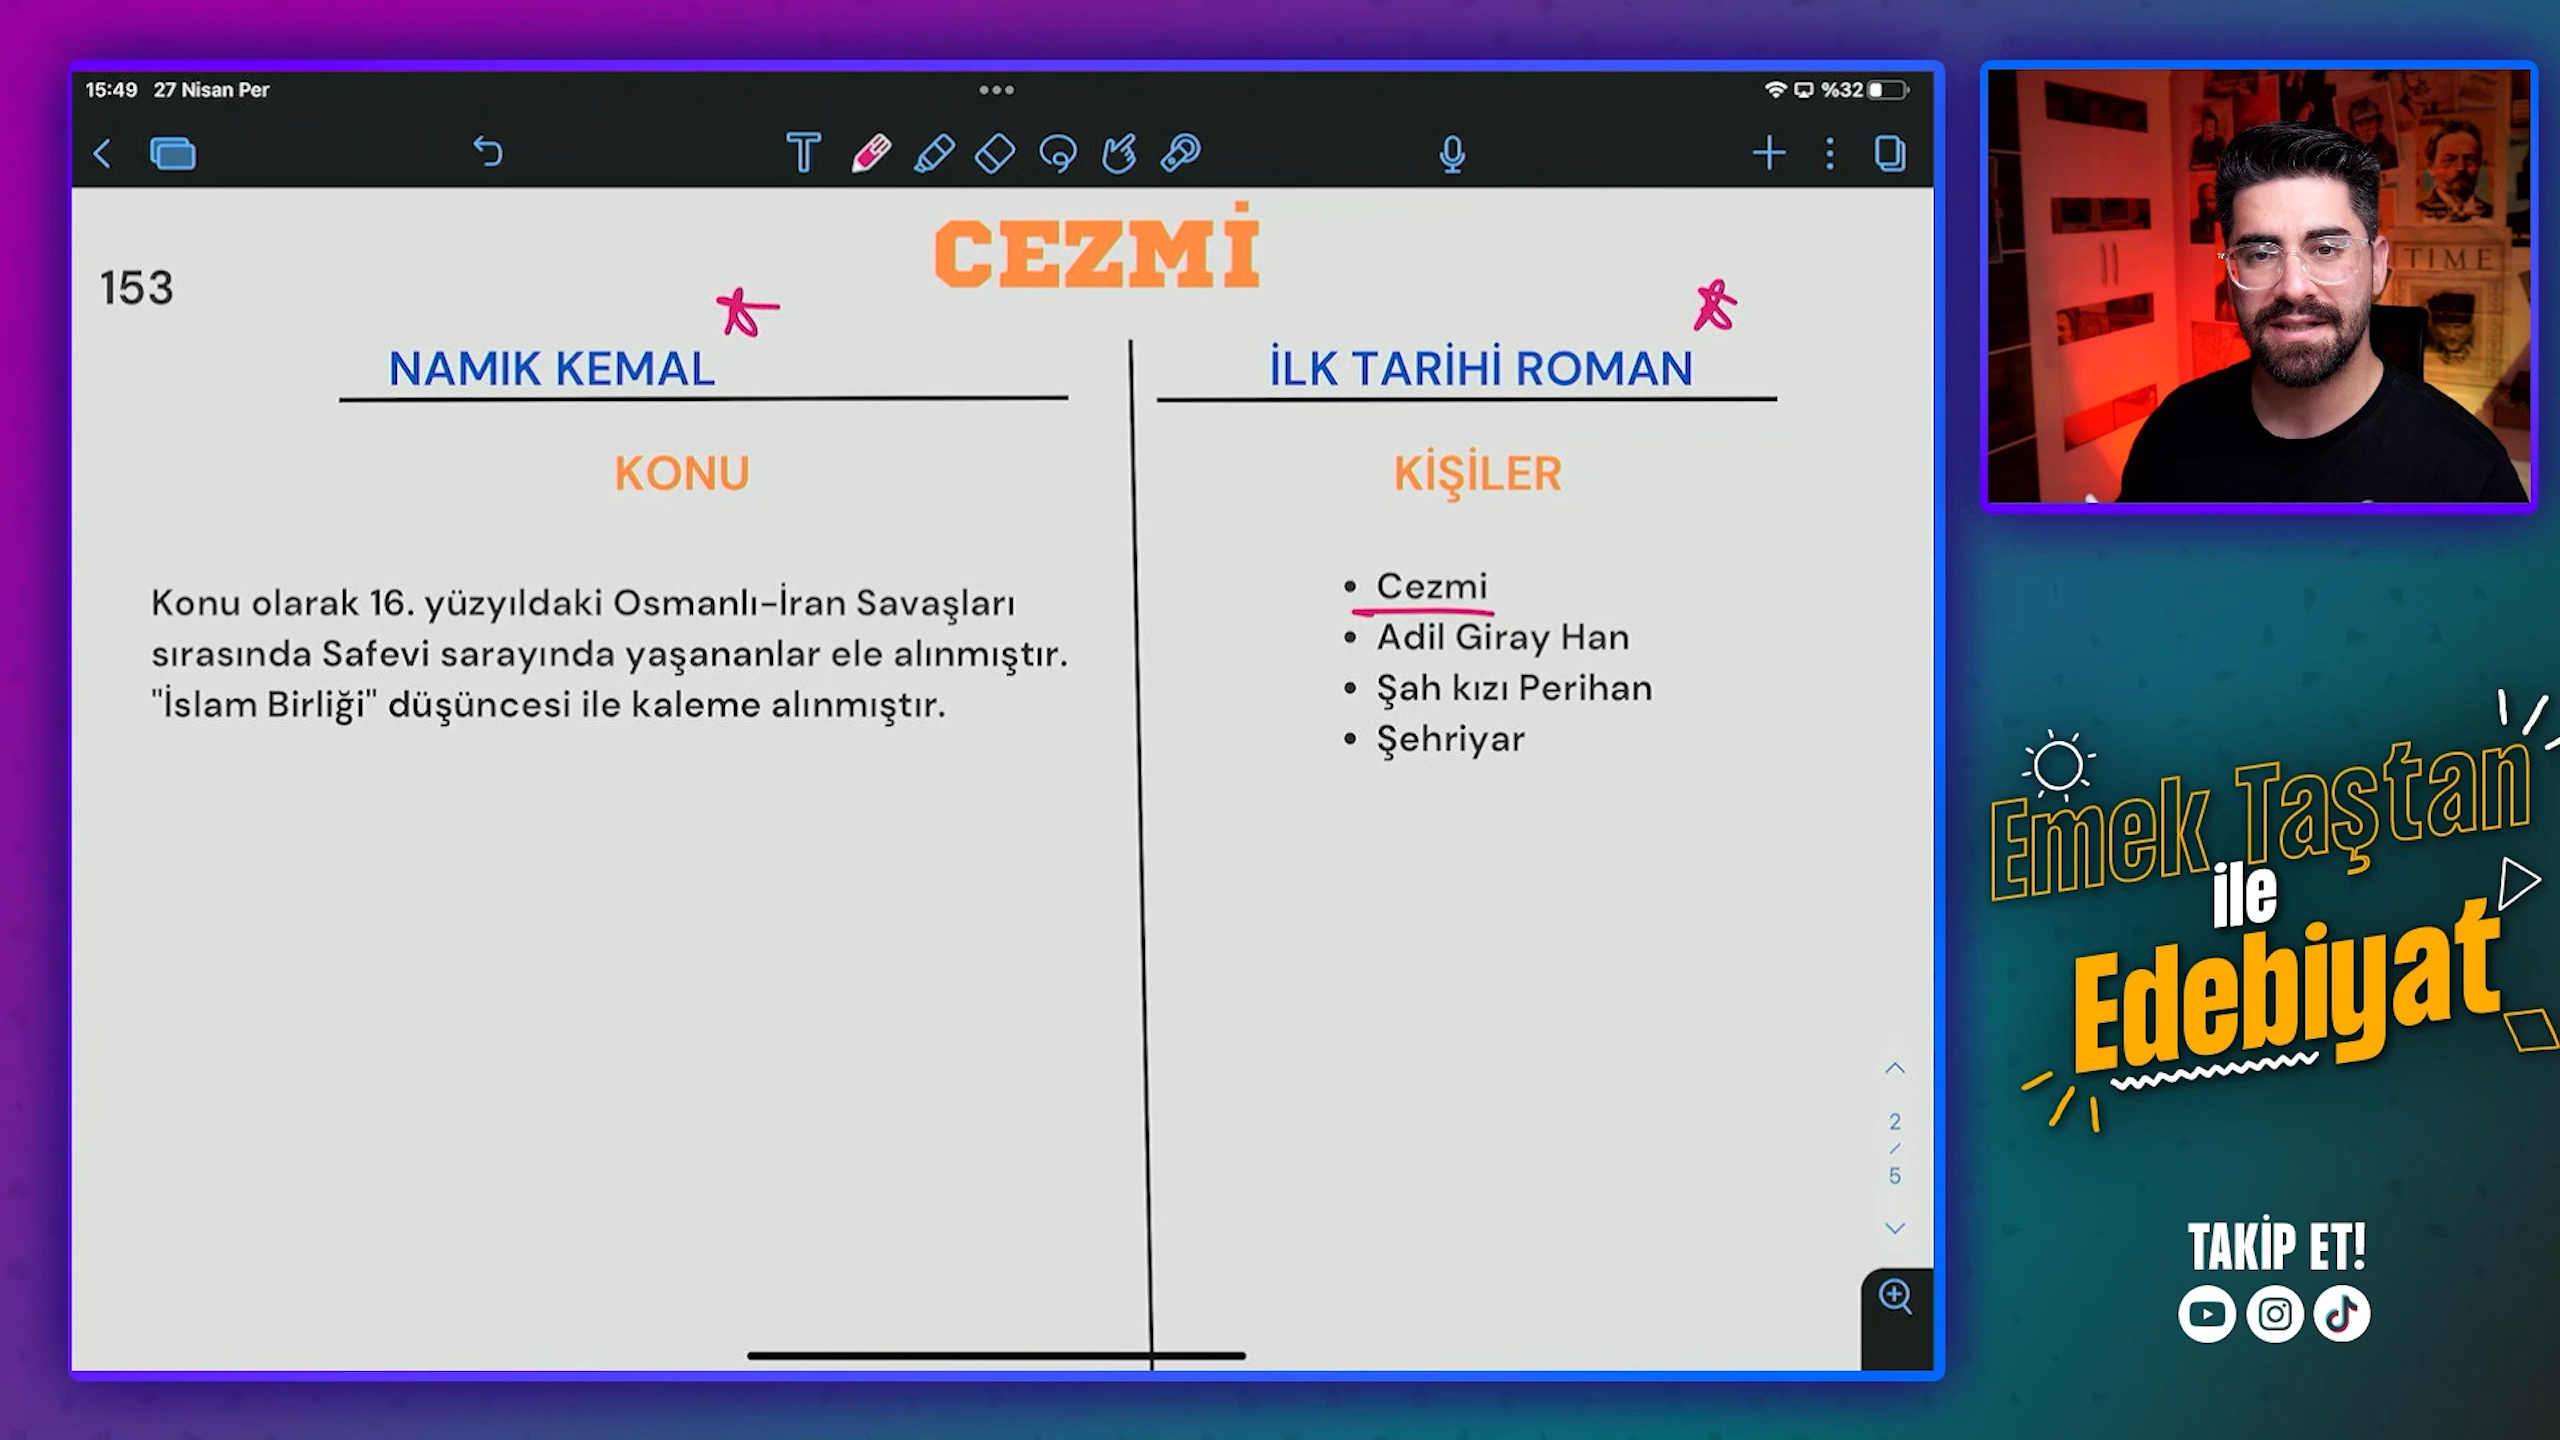 15:49 27 Nisan Per
%32
CEZMİ
153
NAMIK KEMAL
İLK TARİHİ ROMAN
KONU
KİŞİLER
Konu olarak 16. yüzyıldaki Osmanlı-İran Savaşları
sırasında Safevi sarayında yaşananlar ele alınmıştır.
"İslam Birliği" düşüncesi ile kaleme alınmıştır.
• Cezmi
• Adil Giray Han
• Şah kızı Perihan
• Şehriyar
2
/
5
TIME
Emek Taştan
ile
Edebiyat
TAKİP ET!